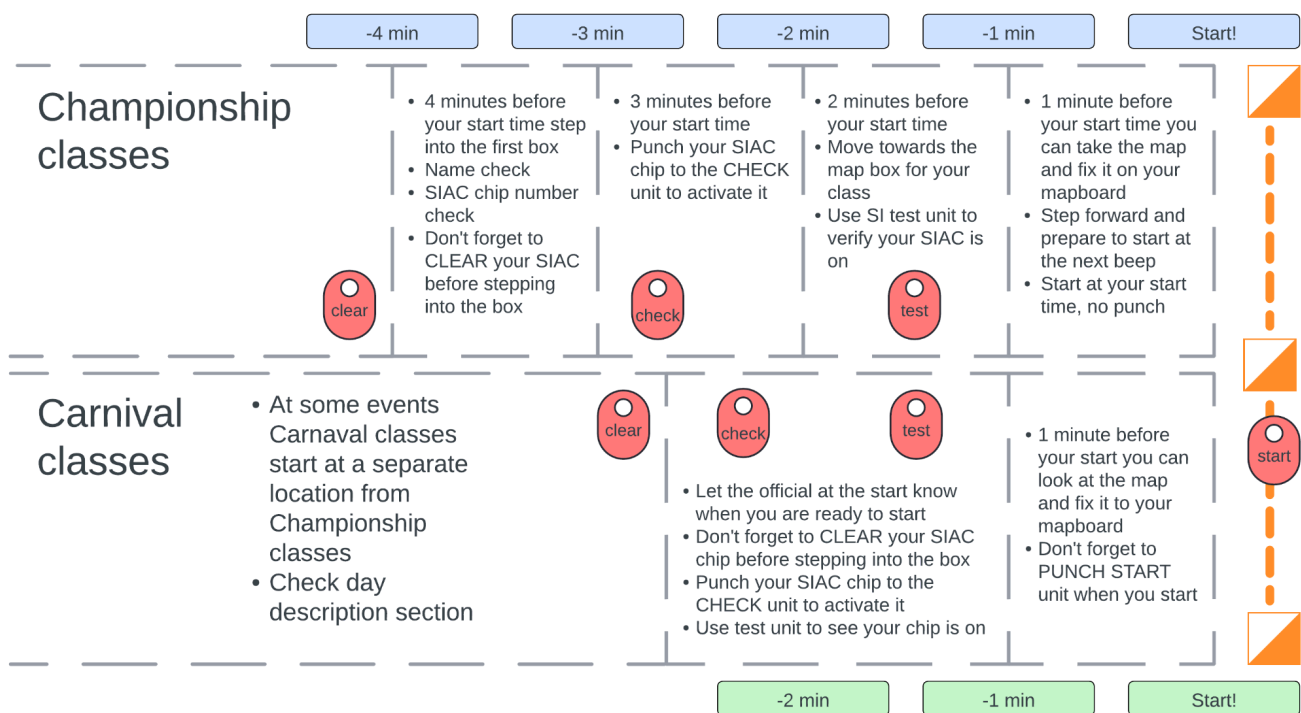 -4 min
-3 min
-2 min
-1 min
Start!
Championship
classes
• 4 minutes before
your start time step
into the first box
• Name check
• SIAC chip number
check
• Don't forget to
CLEAR your SIAC
before stepping
into the box
clear
• 3 minutes before
your start time
• Punch your SIAC
chip to the CHECK
unit to activate it
check
• 2 minutes before
your start time
• Move towards the
map box for your
class
• Use SI test unit to
verify your SIAC is
on
test
• 1 minute before
your start time you
can take the map
and fix it on your
mapboard
• Step forward and
prepare to start at
the next beep
• Start at your start
time, no punch
Carnival
classes
• At some events
Carnaval classes
start at a separate
location from
Championship
classes
• Check day
description section
clear
check
test
• Let the official at the start know
when you are ready to start
• Don't forget to CLEAR your SIAC
chip before stepping into the box
• Punch your SIAC chip to the
CHECK unit to activate it
• Use test unit to see your chip is on
• 1 minute before
your start you can
look at the map
and fix it to your
mapboard
• Don't forget to
PUNCH START
unit when you start
start
-2 min
-1 min
Start!